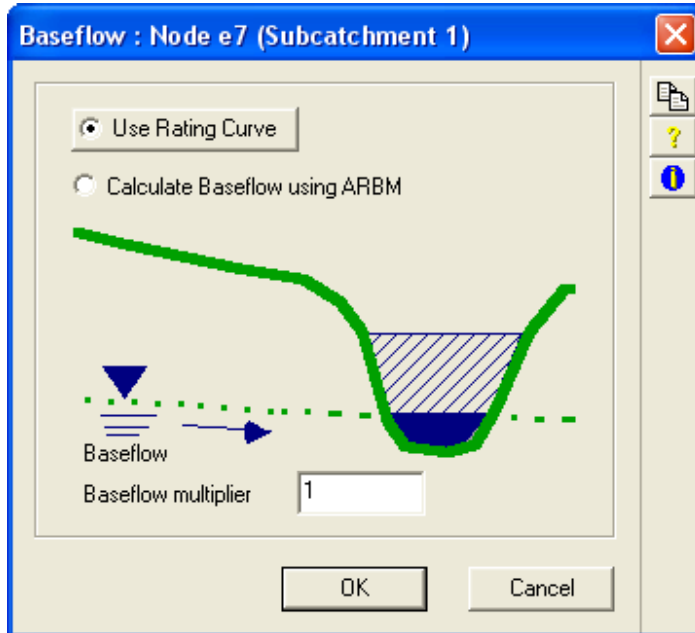 Baseflow : Node e7 (Subcatchment 1)
Use Rating Curve
Calculate Baseflow using ARBM
Baseflow
Baseflow multiplier 1
OK Cancel